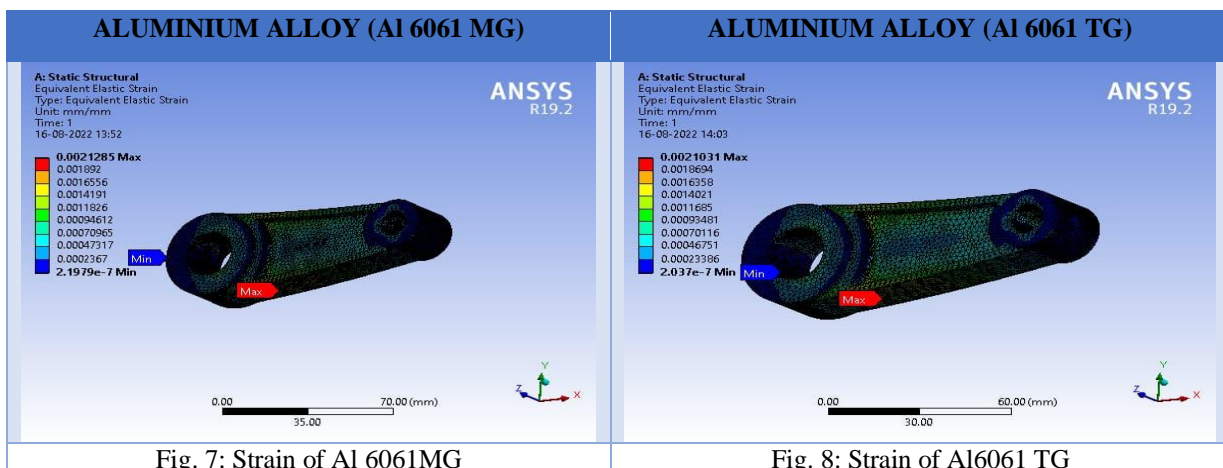 ALUMINIUM ALLOY (Al 6061 MG)
A: Static Structural
Equivalent Elastic Strain
Type: Equivalent Elastic Strain
Unit: mm/mm
Time: 1
16-08-2022 13:52
ANSYS
R19.2
0.0021285 Max
0.001892
0.0016556
0.0014191
0.0011826
0.00094612
0.00070965
0.00047317
0.0002367
2.1979e-7 Min
Min
Max
Y
Z
X
0.00
70.00 (mm)
35.00
Fig. 7: Strain of Al 6061MG
ALUMINIUM ALLOY (Al 6061 TG)
A: Static Structural
Equivalent Elastic Strain
Type: Equivalent Elastic Strain
Unit: mm/mm
Time: 1
16-08-2022 14:03
ANSYS
R19.2
0.0021031 Max
0.0018694
0.0016358
0.0014021
0.0011685
0.00093481
0.00070116
0.00046751
0.00023386
2.037e-7 Min
Min
Max
Y
Z
X
0.00
60.00 (mm)
30.00
Fig. 8: Strain of Al6061 TG